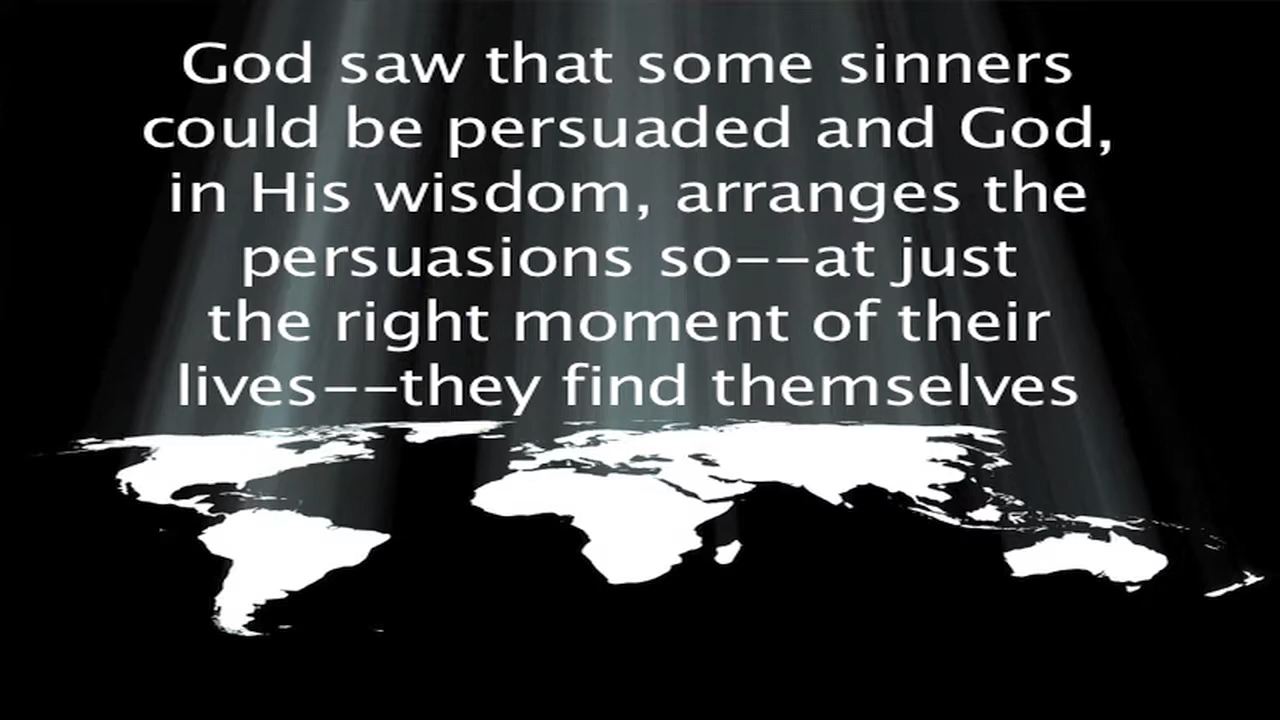 God saw that some sinners
could be persuaded and God,
in His wisdom, arranges the
persuasions so--at just
the right moment of their
lives--they find themselves